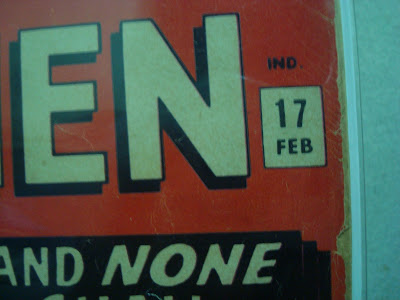 EN
IND.
17
FEB
AND NONE